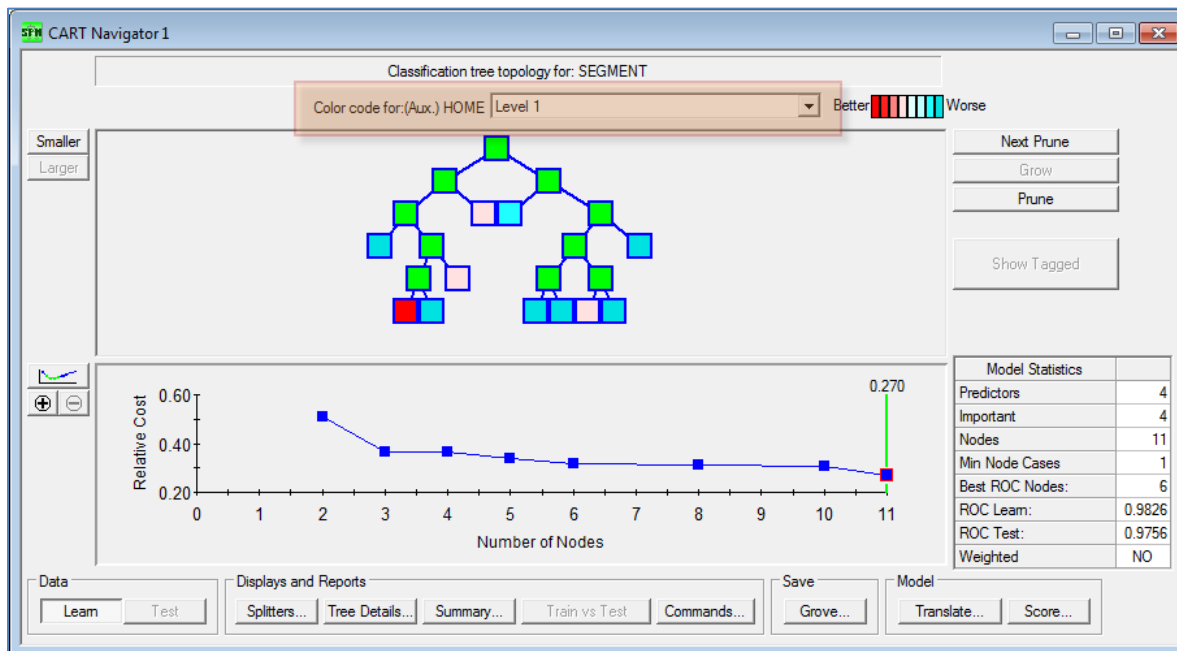 SPM CART Navigator 1
Classification tree topology for: SEGMENT
Color code for:(Aux.) HOME Level 1 Better Worse
Smaller
Larger
Next Prune
Grow
Prune
Show Tagged
0.270
0.60
0.40
0.20
Relative Cost
0 1 2 3 4 5 6 7 8 9 10 11
Number of Nodes
Model Statistics
Predictors 4
Important 4
Nodes 11
Min Node Cases 1
Best ROC Nodes: 6
ROC Learn: 0.9826
ROC Test: 0.9756
Weighted NO
Data Displays and Reports Save Model
Learn Test Splitters... Tree Details... Summary... Train vs Test Commands... Grove... Translate... Score...